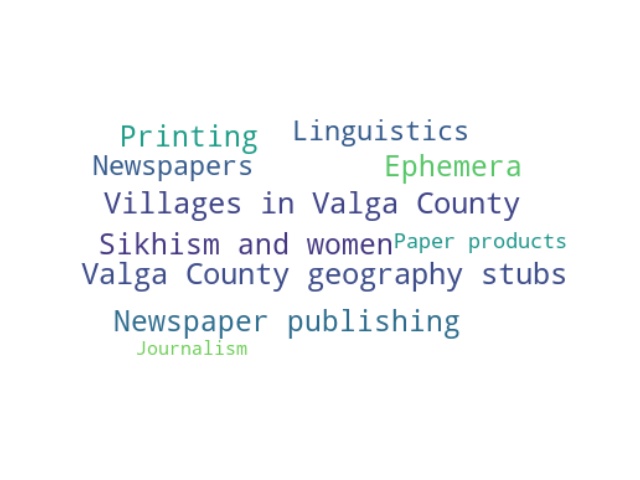 Printing
Linguistics
Newspapers
Ephemera
Villages in Valga County
Sikhism and women
Paper products
Valga County geography stubs
Newspaper publishing
Journalism